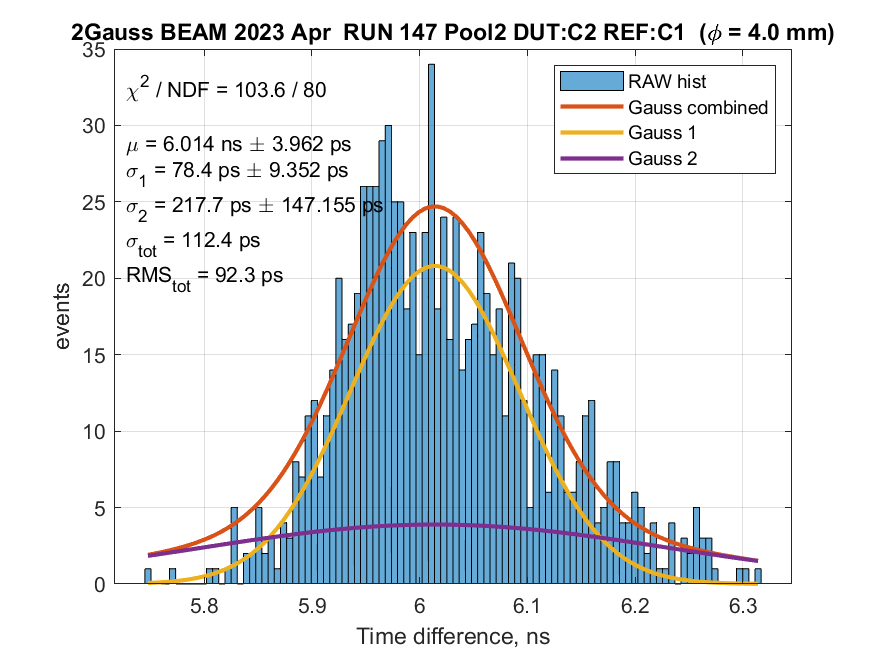 2Gauss BEAM 2023 Apr RUN 147 Pool2 DUT:C2 REF:C1 (ϕ = 4.0 mm)
χ2 / NDF = 103.6 / 80
μ = 6.014 ns ± 3.962 ps
σ1 = 78.4 ps ± 9.352 ps
σ2 = 217.7 ps ± 147.155 ps
σtot = 112.4 ps
RMStot = 92.3 ps
RAW hist
Gauss combined
Gauss 1
Gauss 2
events
35
30
25
20
15
10
5
0
5.8 5.9 6 6.1 6.2 6.3
Time difference, ns